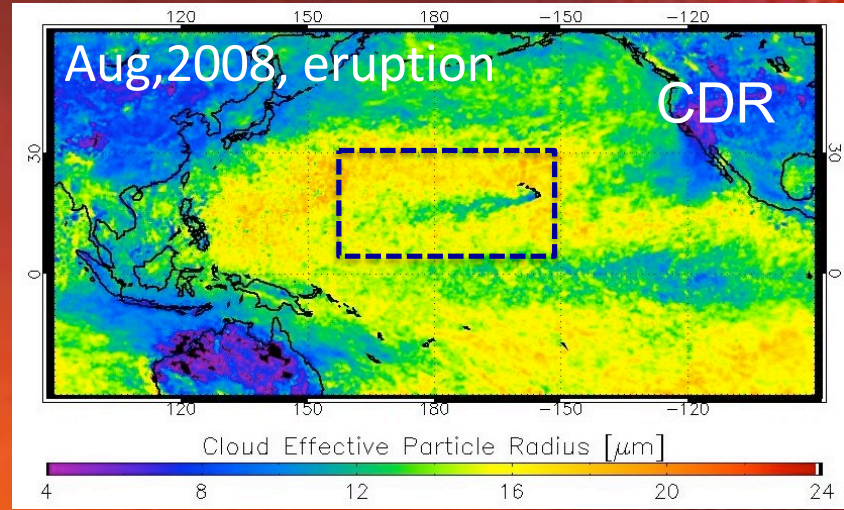 120 150 180 −150 −120
Aug,2008, eruption
CDR
30 30
0 0
120 150 180 −150 −120
Cloud Effective Particle Radius [μm]
4 8 12 16 20 24